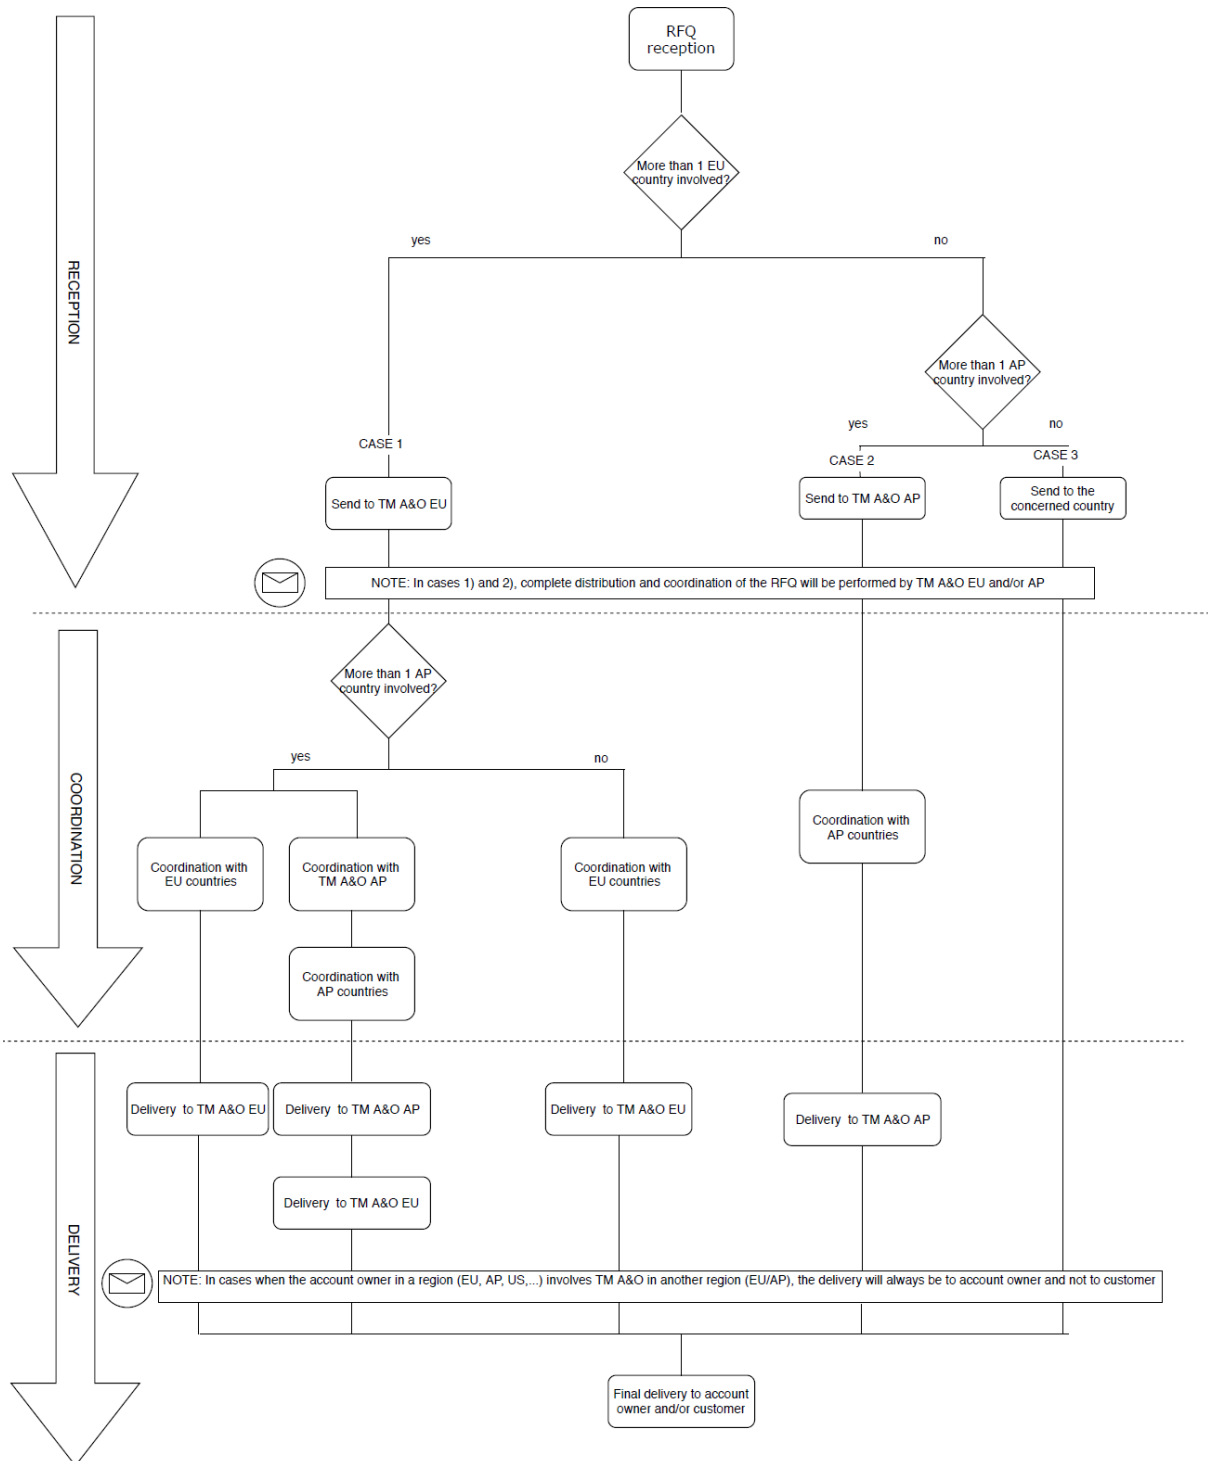 RFQ
reception
More than 1 EU
country involved?
yes
no
RECEPTION
More than 1 AP
country involved?
yes
no
CASE 1
CASE 2
CASE 3
Send to TM A&O EU
Send to TM A&O AP
Send to the
concerned country
NOTE: In cases 1) and 2), complete distribution and coordination of the RFQ will be performed by TM A&O EU and/or AP
More than 1 AP
country involved?
yes
no
COORDINATION
Coordination with
EU countries
Coordination with
TM A&O AP
Coordination with
EU countries
Coordination with
AP countries
Coordination with
AP countries
Delivery to TM A&O EU
Delivery to TM A&O AP
Delivery to TM A&O EU
Delivery to TM A&O AP
Delivery to TM A&O EU
DELIVERY
NOTE: In cases when the account owner in a region (EU, AP, US,...) involves TM A&O in another region (EU/AP), the delivery will always be to account owner and not to customer
Final delivery to account
owner and/or customer